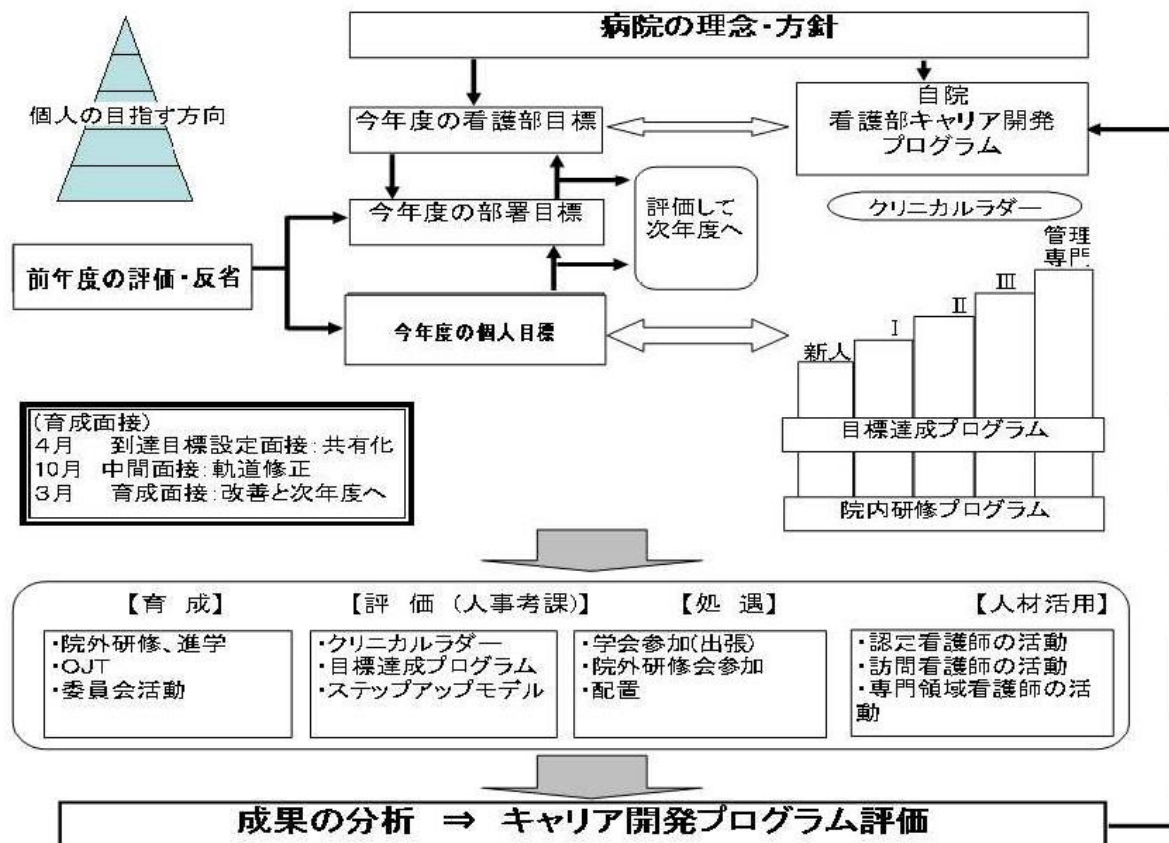 病院の理念・方針
個人の目指す方向
今年度の看護部目標
自院
看護部キャリア開発
プログラム
今年度の部署目標
評価して
次年度へ
クリニカルラダー
前年度の評価・反省
今年度の個人目標
新人
Ⅰ
Ⅱ
Ⅲ
管理
専門
目標達成プログラム
院内研修プログラム
(育成面接)
4月 到達目標設定面接:共有化
10月 中間面接:軌道修正
3月 育成面接:改善と次年度へ
【育 成】
・院外研修、進学
・OJT
・委員会活動
【評 価 (人事考課)】
・クリニカルラダー
・目標達成プログラム
・ステップアップモデル
【処 遇】
・学会参加(出張)
・院外研修会参加
・配置
【人材活用】
・認定看護師の活動
・訪問看護師の活動
・専門領域看護師の活
動
成果の分析 ⇒ キャリア開発プログラム評価